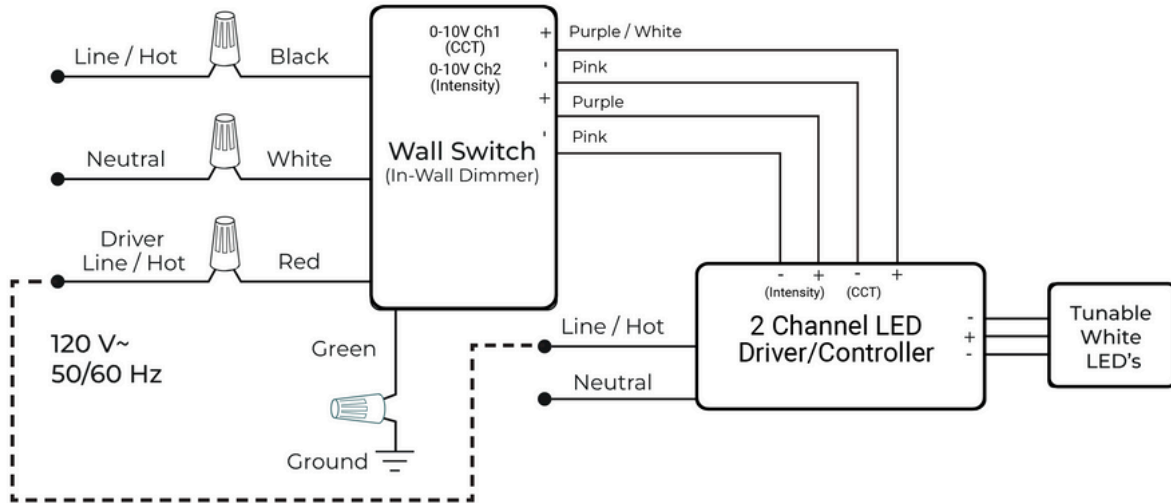 Line / Hot
Black
Neutral
White
Driver
Line / Hot
Red
120 V~
50/60 Hz
Green
Ground
0-10V Ch1
(CCT)
0-10V Ch2
(Intensity)
+
-
+
-
Wall Switch
(In-Wall Dimmer)
Purple / White
Pink
Purple
Pink
- + - +
(Intensity) (CCT)
2 Channel LED
Driver/Controller
Line / Hot
Neutral
-
+
-
Tunable
White
LED's